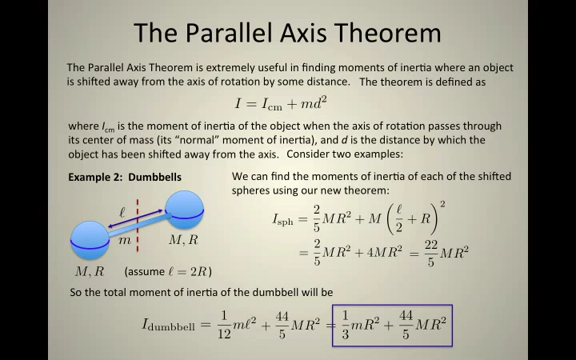 The Parallel Axis Theorem
The Parallel Axis Theorem is extremely useful in finding moments of inertia where an object
is shifted away from the axis of rotation by some distance. The theorem is defined as
I = I_cm + md²
where I_cm is the moment of inertia of the object when the axis of rotation passes through
its center of mass (its “normal” moment of inertia), and d is the distance by which the
object has been shifted away from the axis. Consider two examples:
Example 2: Dumbbells
ℓ
m
M, R
M, R
(assume ℓ = 2R)
We can find the moments of inertia of each of the shifted
spheres using our new theorem:
I_sph = 2/5 MR² + M (ℓ/2 + R)²
= 2/5 MR² + 4MR² = 22/5 MR²
So the total moment of inertia of the dumbbell will be
I_dumbbell = 1/12 mℓ² + 44/5 MR² = 1/3 mR² + 44/5 MR²